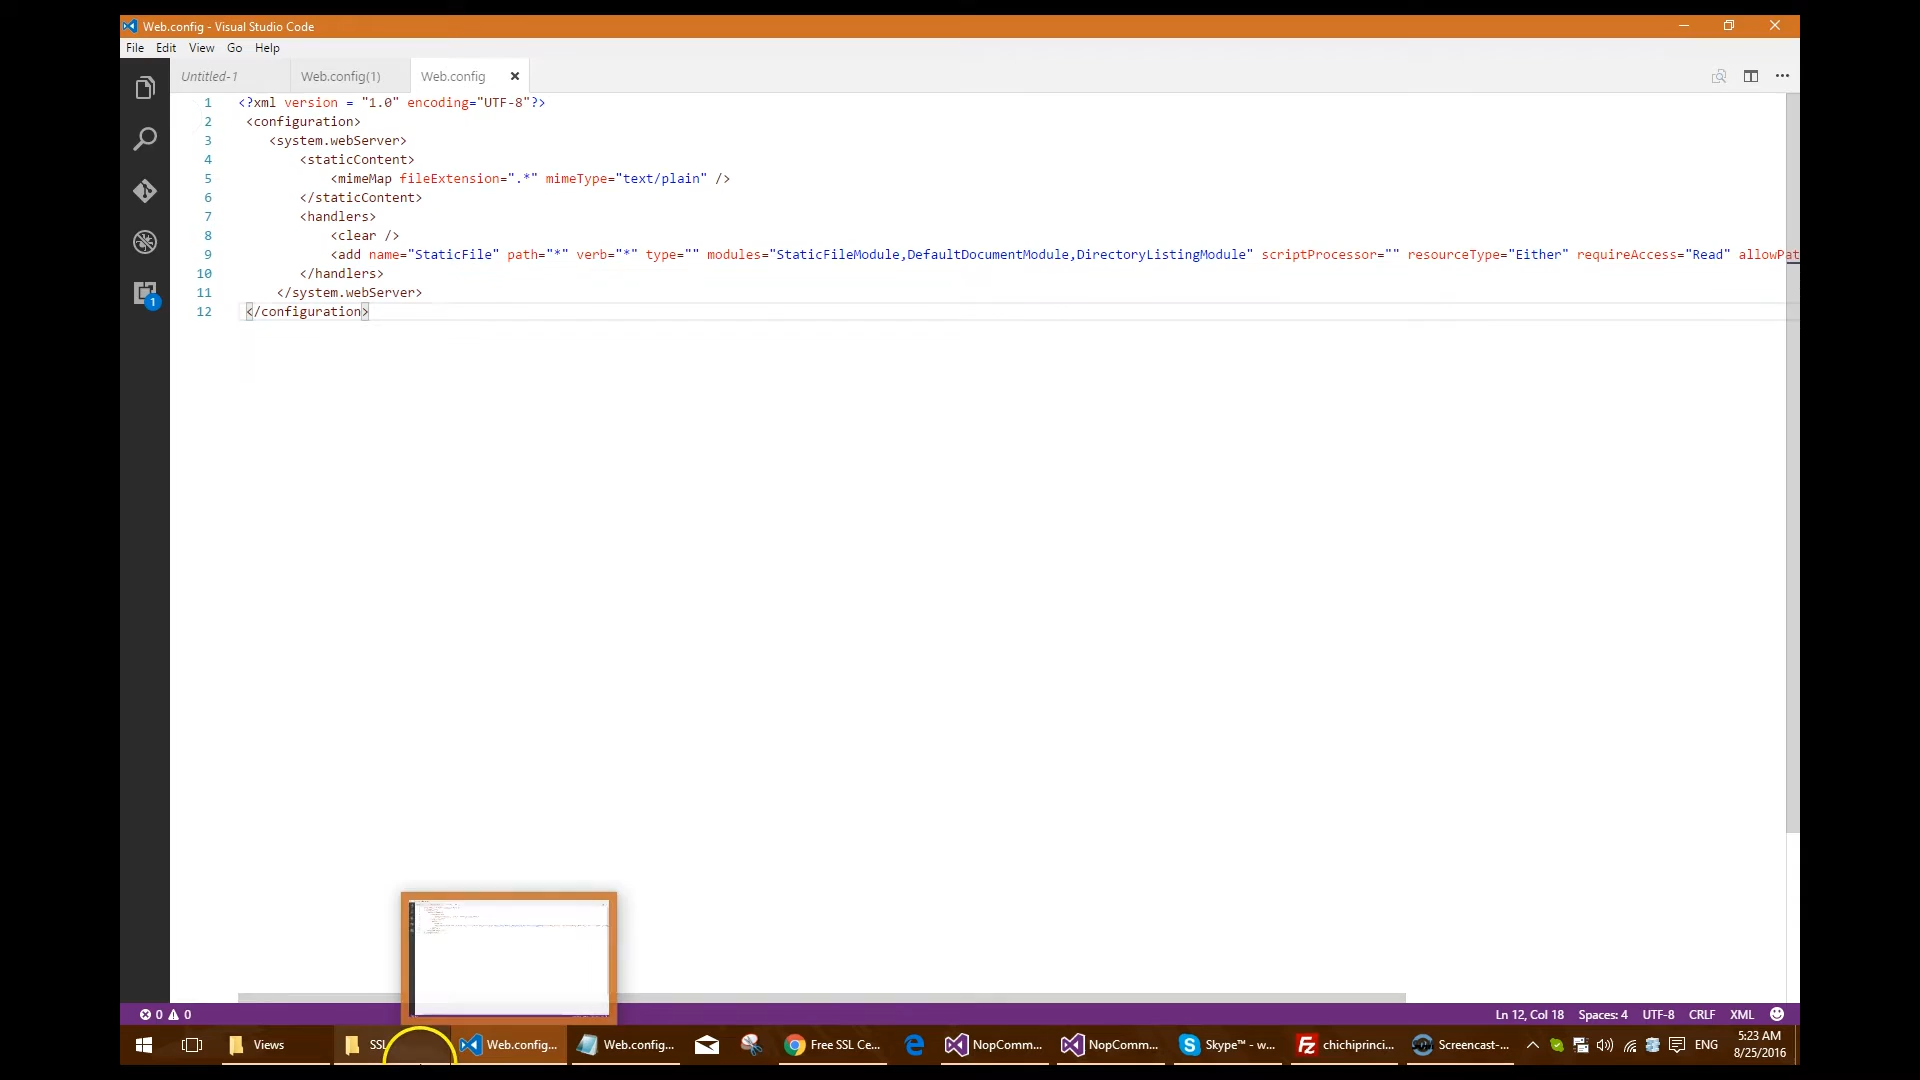 Web.config - Visual Studio Code
File Edit View Go Help
Untitled-1 Web.config(1) Web.config
1 <?xml version = "1.0" encoding="UTF-8"?>
2 <configuration>
3 <system.webServer>
4 <staticContent>
5 <mimeMap fileExtension=".*" mimeType="text/plain" />
6 </staticContent>
7 <handlers>
8 <clear />
9 <add name="StaticFile" path="*" verb="*" type="" modules="StaticFileModule,DefaultDocumentModule,DirectoryListingModule" scriptProcessor="" resourceType="Either" requireAccess="Read" allowPat
10 </handlers>
11 </system.webServer>
12 </configuration>
1
0 0 Ln 12, Col 18 Spaces: 4 UTF-8 CRLF XML
Views SSL Web.config... Web.config... Free SSL Ce... NopComm... NopComm... Skype™ - w... chichiprinci... Screencast-... ENG 5:23 AM
8/25/2016